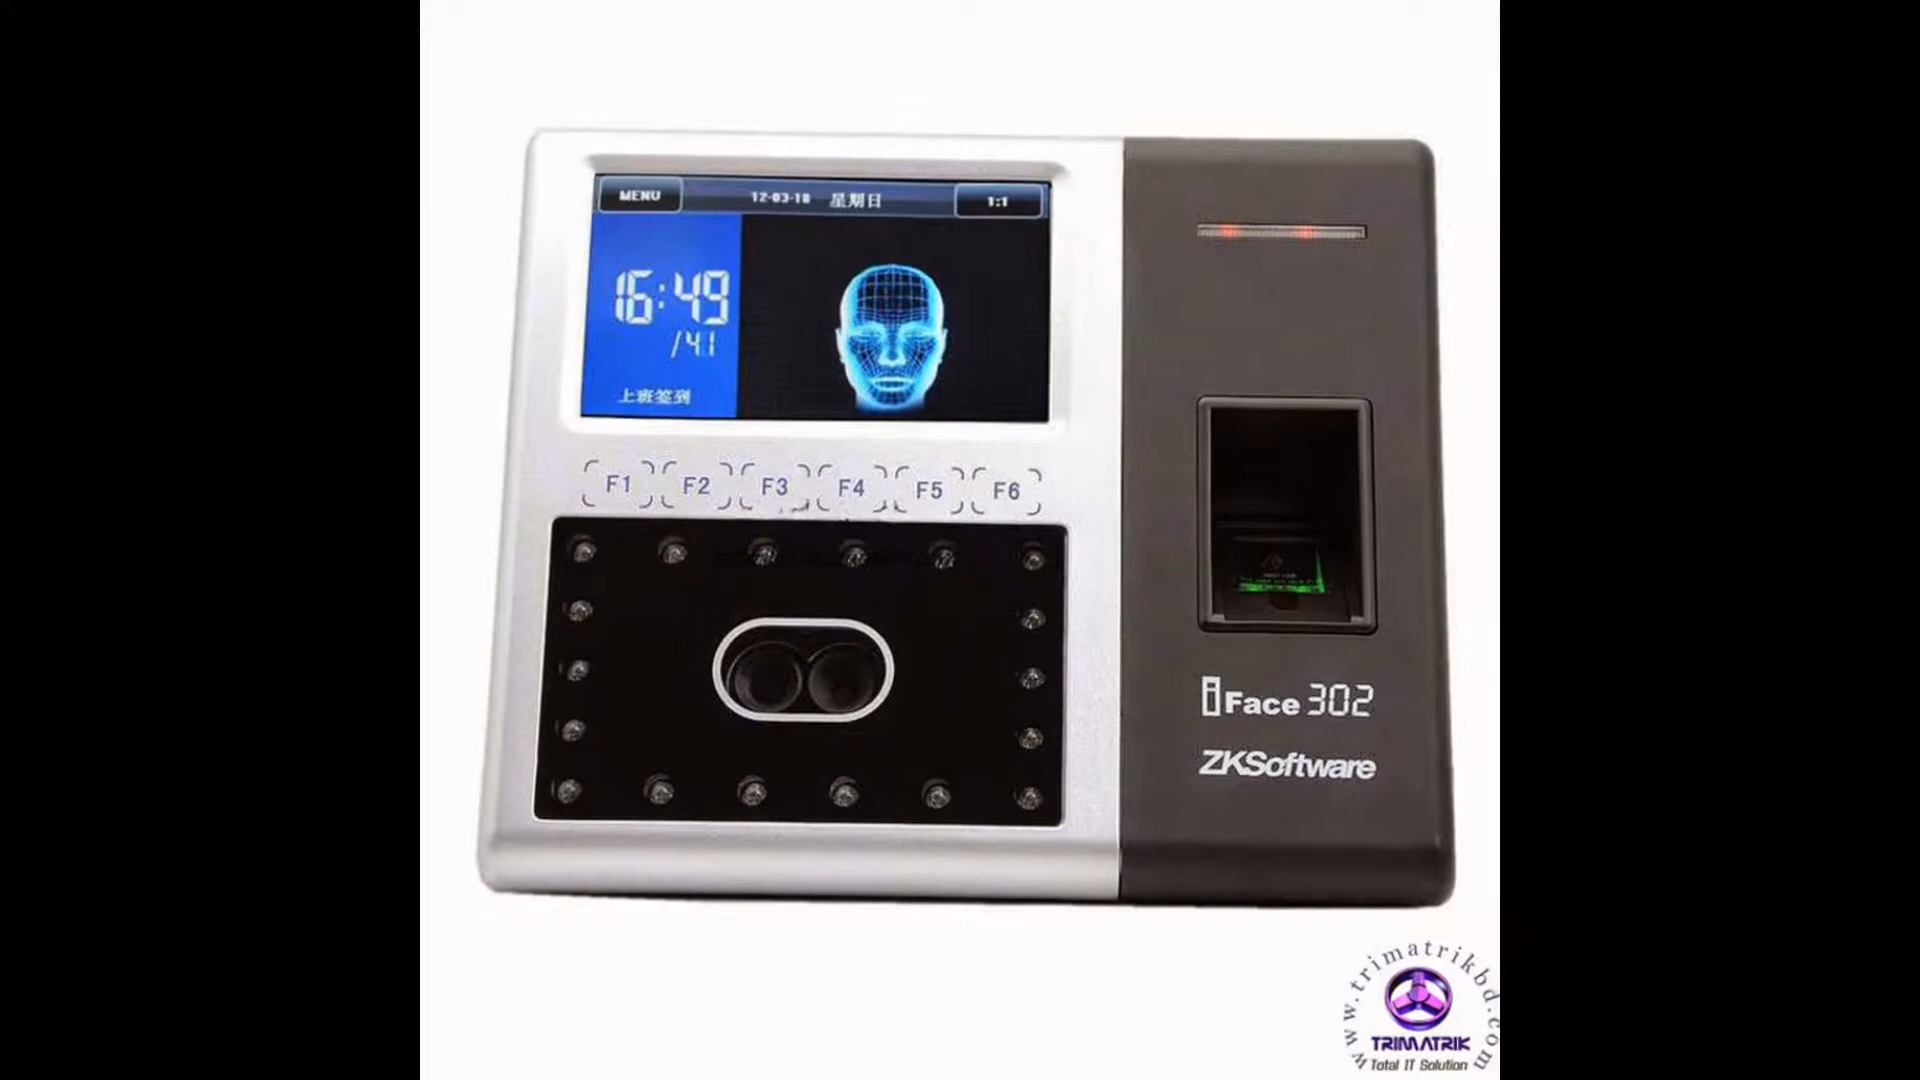 MENU
12-03-18 星期日
1:1
16:49
/41
上班签到
F1 F2 F3 F4 F5 F6
iFace 302
ZKSoftware
www.trimatrikbd.com
TRIMATRIK
Total IT Solution